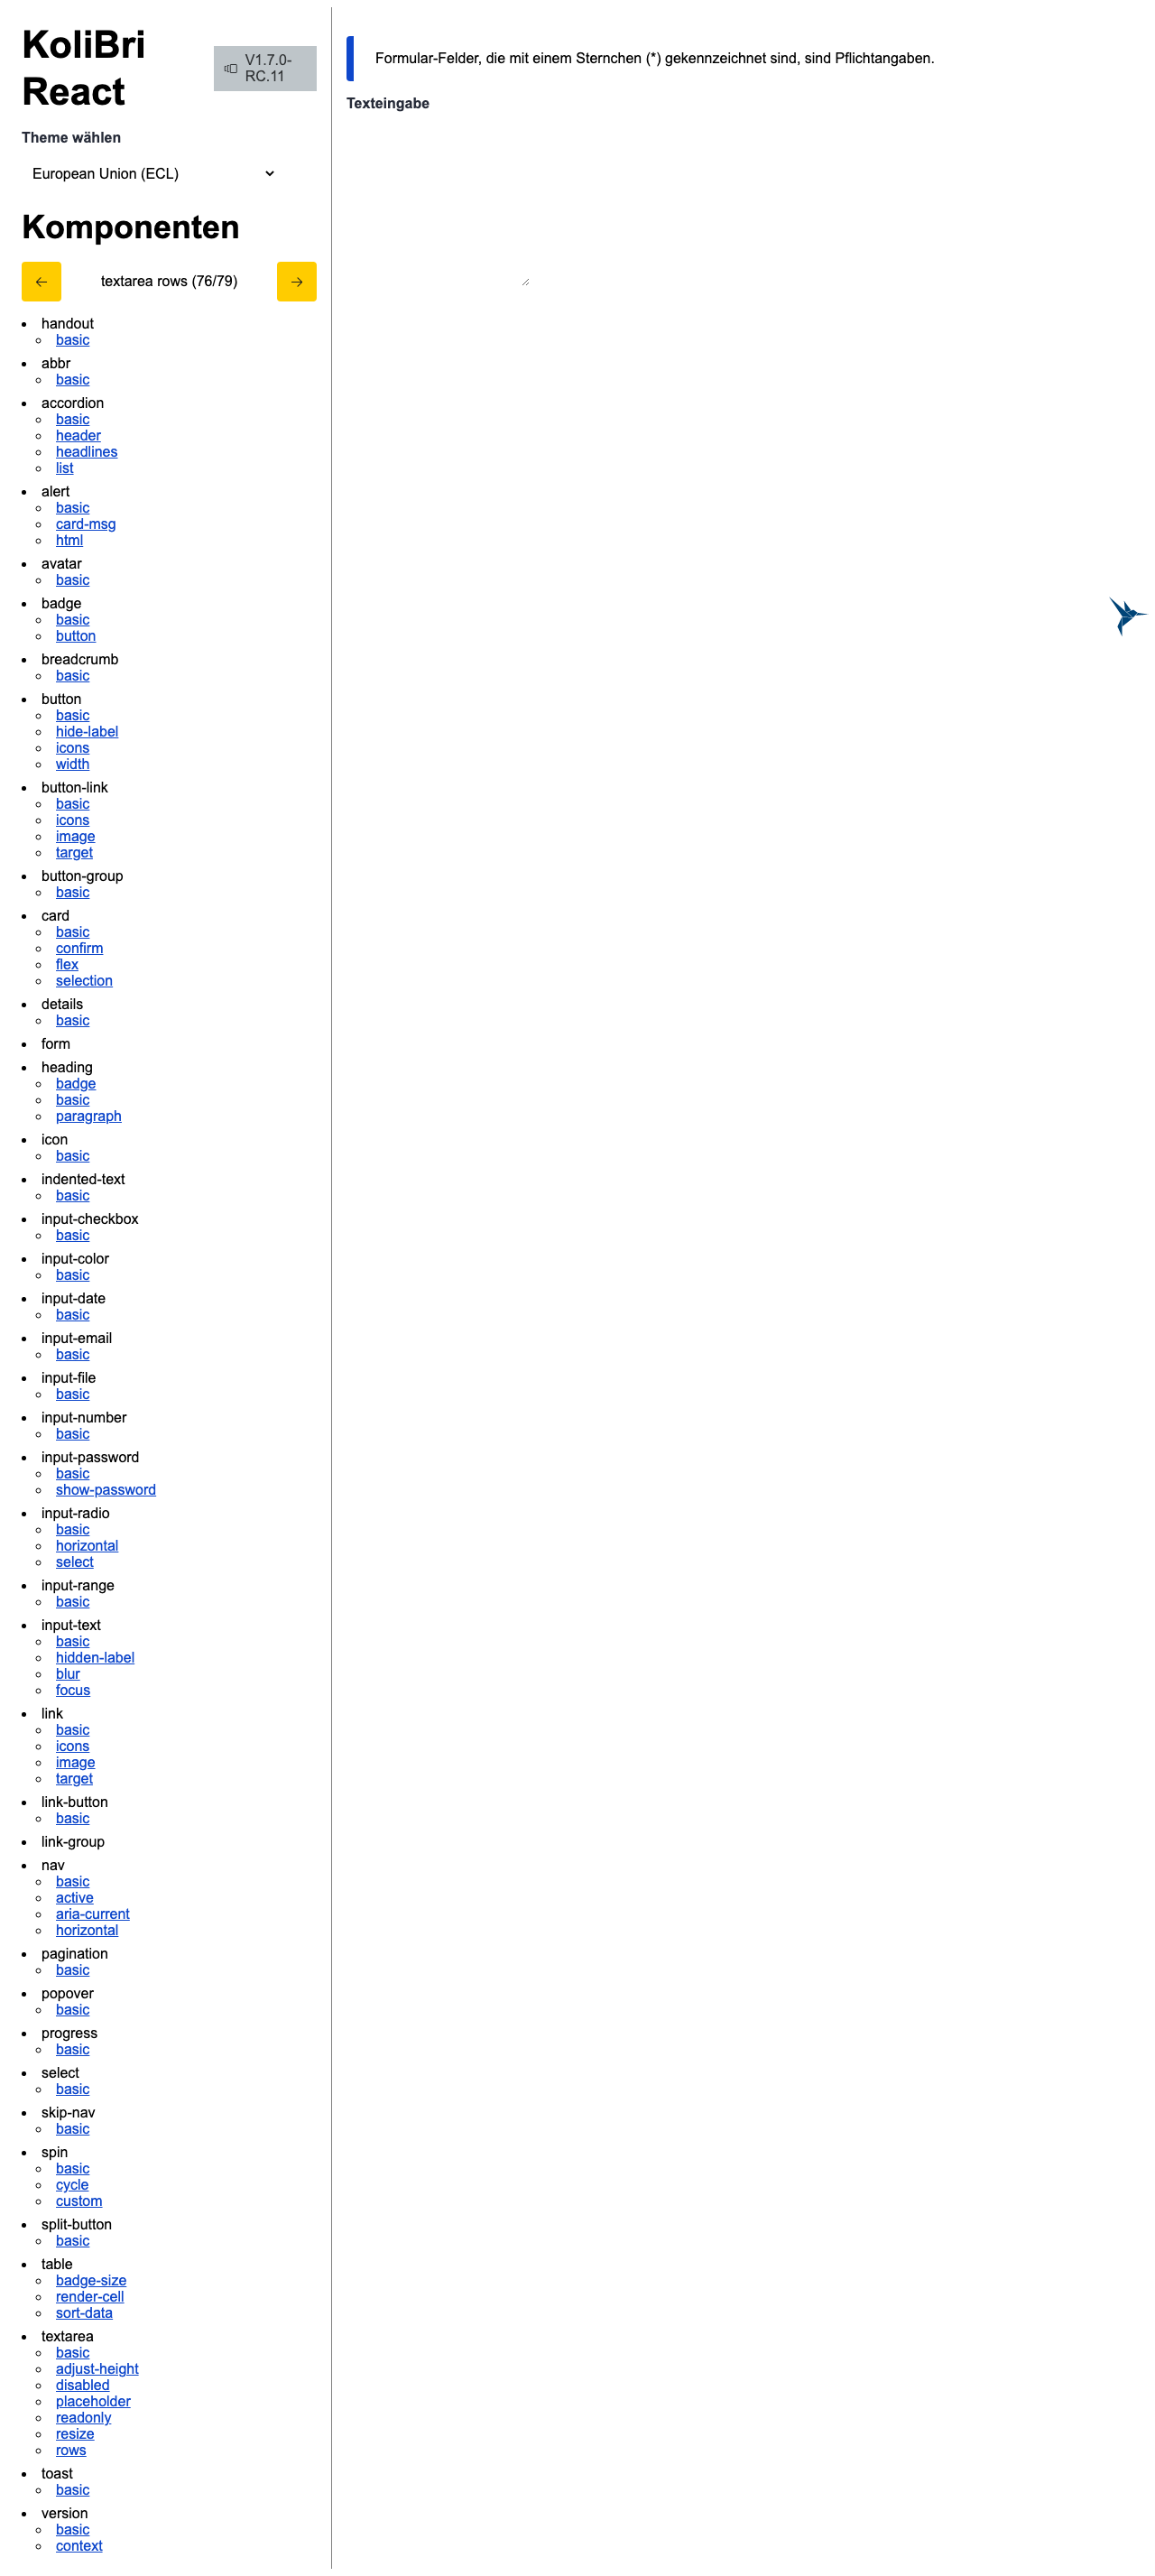 KoliBri
React
V1.7.0-
RC.11
Theme wählen
European Union (ECL)
Komponenten
textarea rows (76/79)
handout
basic
abbr
basic
accordion
basic
header
headlines
list
alert
basic
card-msg
html
avatar
basic
badge
basic
button
breadcrumb
basic
button
basic
hide-label
icons
width
button-link
basic
icons
image
target
button-group
basic
card
basic
confirm
flex
selection
details
basic
form
heading
badge
basic
paragraph
icon
basic
indented-text
basic
input-checkbox
basic
input-color
basic
input-date
basic
input-email
basic
input-file
basic
input-number
basic
input-password
basic
show-password
input-radio
basic
horizontal
select
input-range
basic
input-text
basic
hidden-label
blur
focus
link
basic
icons
image
target
link-button
basic
link-group
nav
basic
active
aria-current
horizontal
pagination
basic
popover
basic
progress
basic
select
basic
skip-nav
basic
spin
basic
cycle
custom
split-button
basic
table
badge-size
render-cell
sort-data
textarea
basic
adjust-height
disabled
placeholder
readonly
resize
rows
toast
basic
version
basic
context
Formular-Felder, die mit einem Sternchen (*) gekennzeichnet sind, sind Pflichtangaben.
Texteingabe